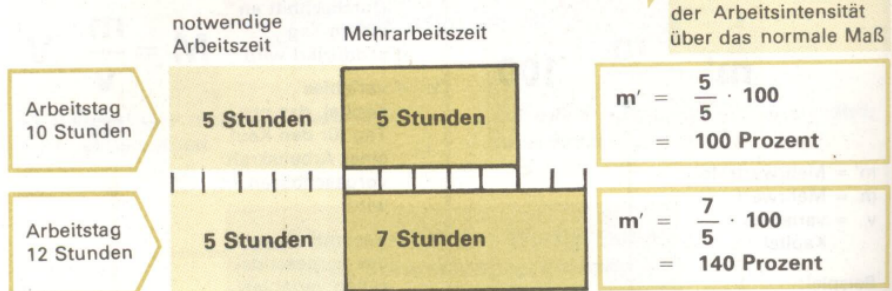 der Arbeitsintensität
über das normale Maß
notwendige
Arbeitszeit
Mehrarbeitszeit
Arbeitstag
10 Stunden
5 Stunden
5 Stunden
m′ = 5/5 · 100
= 100 Prozent
Arbeitstag
12 Stunden
5 Stunden
7 Stunden
m′ = 7/5 · 100
= 140 Prozent